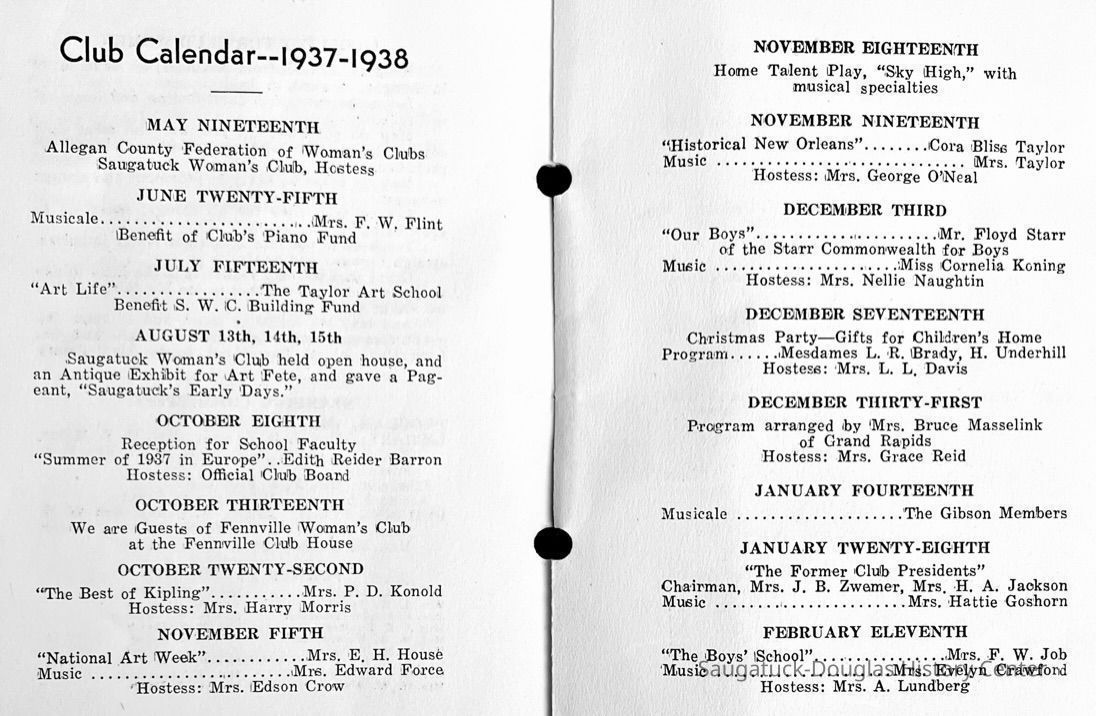 Club Calendar--1937-1938
MAY NINETEENTH
Allegan County Federation of Woman's Clubs
Saugatuck Woman's Club, Hostess
JUNE TWENTY-FIFTH
Musicale..........................Mrs. F. W. Flint
Benefit of Club's Piano Fund
JULY FIFTEENTH
"Art Life".................The Taylor Art School
Benefit S. W. C. Building Fund
AUGUST 13th, 14th, 15th
Saugatuck Woman's Club held open house, and
an Antique Exhibit for Art Fete, and gave a Pag-
eant, "Saugatuck's Early Days."
OCTOBER EIGHTH
Reception for School Faculty
"Summer of 1937 in Europe"..Edith Reider Barron
Hostess: Official Club Board
OCTOBER THIRTEENTH
We are Guests of Fennville Woman's Club
at the Fennville Club House
OCTOBER TWENTY-SECOND
"The Best of Kipling"..........Mrs. P. D. Konold
Hostess: Mrs. Harry Morris
NOVEMBER FIFTH
"National Art Week"...........Mrs. E. H. House
Music ........................Mrs. Edward Force
Hostess: Mrs. Edson Crow
NOVEMBER EIGHTEENTH
Home Talent Play, "Sky High," with
musical specialties
NOVEMBER NINETEENTH
"Historical New Orleans"........Cora Bliss Taylor
Music ............................. Mrs. Taylor
Hostess: Mrs. George O'Neal
DECEMBER THIRD
"Our Boys".....................Mr. Floyd Starr
of the Starr Commonwealth for Boys
Music .....................Miss Cornelia Koning
Hostess: Mrs. Nellie Naughtin
DECEMBER SEVENTEENTH
Christmas Party—Gifts for Children's Home
Program......Mesdames L. R. Brady, H. Underhill
Hostess: Mrs. L. L. Davis
DECEMBER THIRTY-FIRST
Program arranged by Mrs. Bruce Masselink
of Grand Rapids
Hostess: Mrs. Grace Reid
JANUARY FOURTEENTH
Musicale ...................The Gibson Members
JANUARY TWENTY-EIGHTH
"The Former Club Presidents"
Chairman, Mrs. J. B. Zwemer, Mrs. H. A. Jackson
Music ......................Mrs. Hattie Goshorn
FEBRUARY ELEVENTH
"The Boys' School"...............Mrs. F. W. Job
Music.....................Mrs. Evelyn Crawford
Saugatuck-Douglas History Center
Hostess: Mrs. A. Lundberg